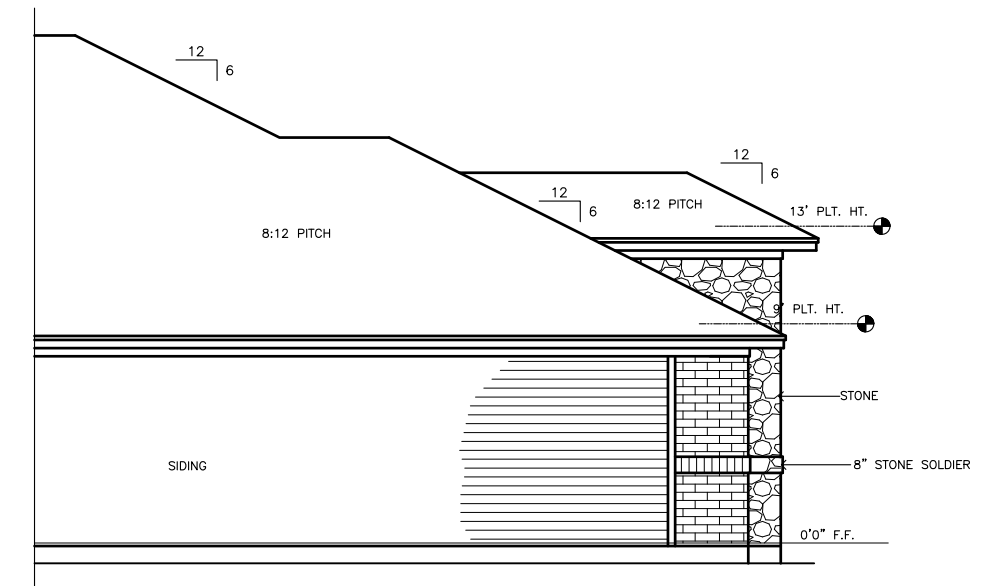 12
6
12
6
12
6
8:12 PITCH
13' PLT. HT.
8:12 PITCH
9' PLT. HT.
STONE
SIDING
8" STONE SOLDIER
0'0" F.F.